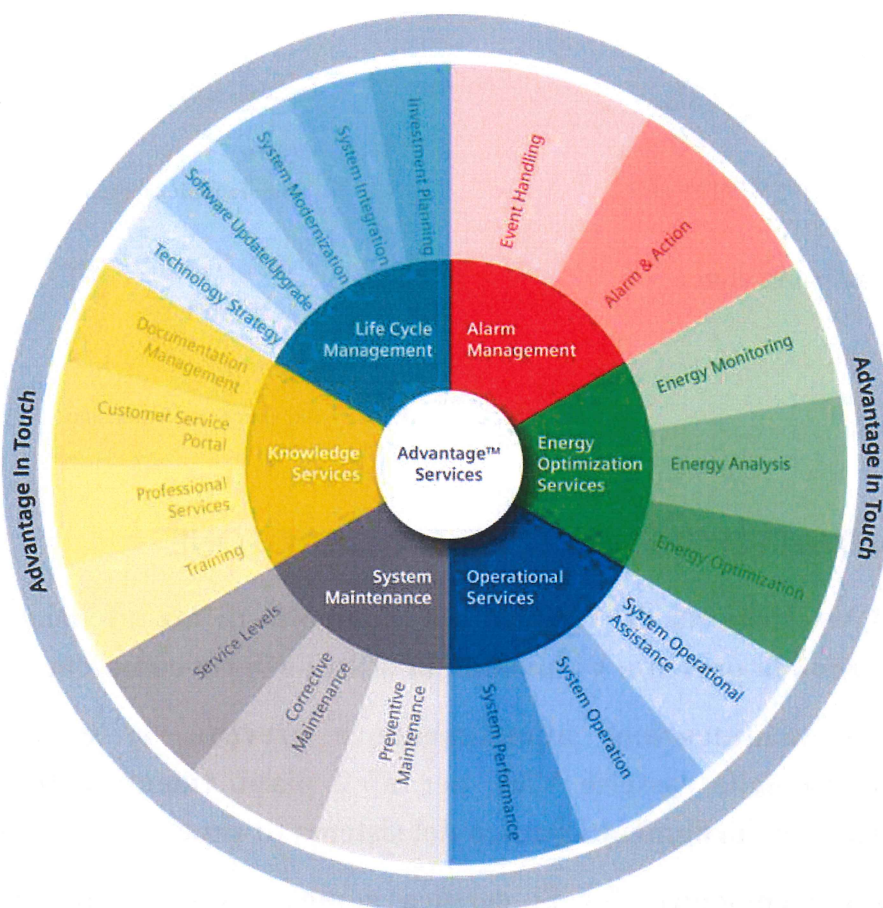 Advantage In Touch
Advantage In Touch
Advantage™
Services
Life Cycle
Management
Technology Strategy
Software Update/Upgrade
System Modernization
System Integration
Investment Planning
Alarm
Management
Event Handling
Alarm & Action
Energy
Optimization
Services
Energy Monitoring
Energy Analysis
Energy Optimization
Operational
Services
System Operational
Assistance
System Operation
System Performance
System
Maintenance
Preventive
Maintenance
Corrective
Maintenance
Service Levels
Knowledge
Services
Training
Professional
Services
Customer Service
Portal
Documentation
Management